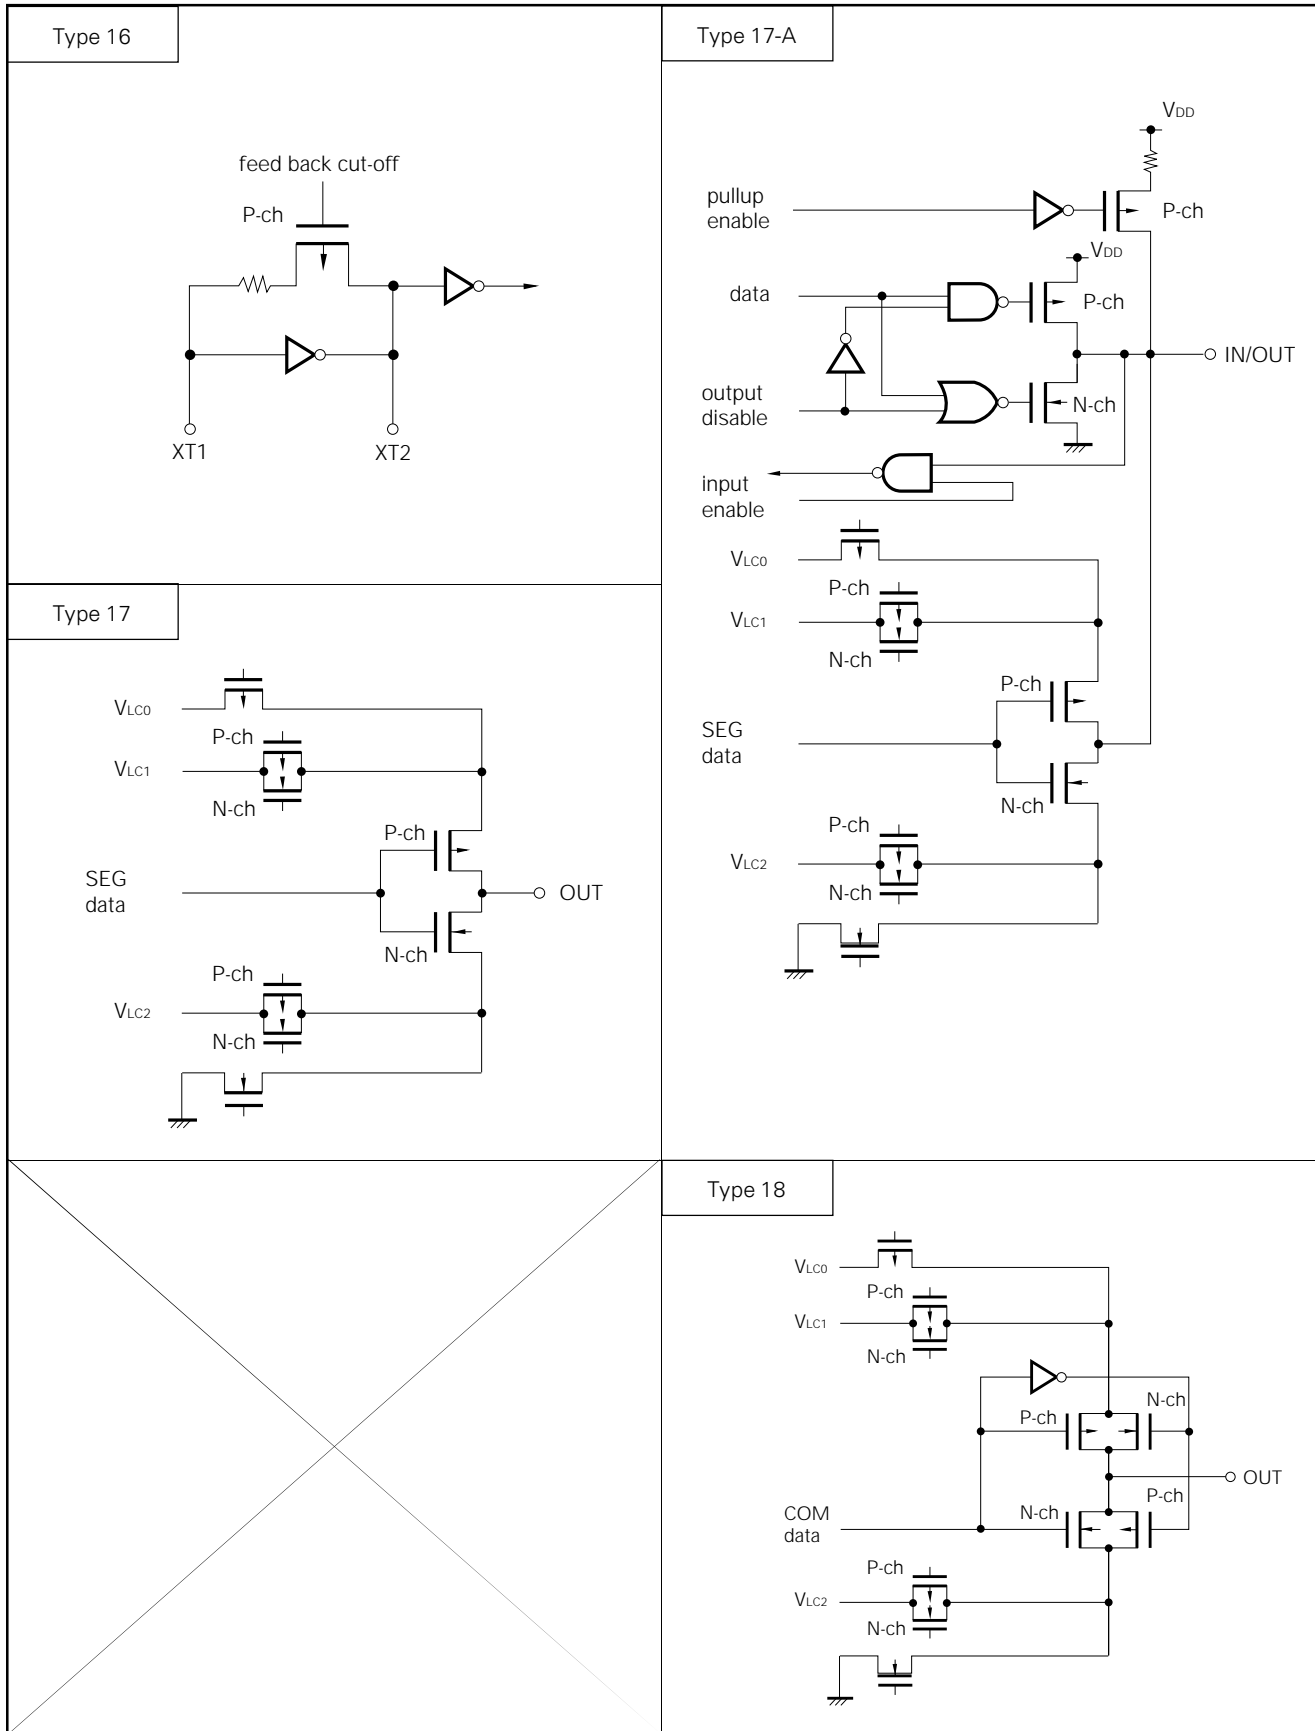 Type 16
feed back cut-off
P-ch
XT1
XT2
Type 17-A
VDD
pullup
enable
P-ch
VDD
data
P-ch
IN/OUT
output
disable
N-ch
input
enable
VLC0
P-ch
VLC1
N-ch
P-ch
SEG
data
N-ch
P-ch
VLC2
N-ch
Type 17
VLC0
P-ch
VLC1
N-ch
P-ch
SEG
data
OUT
N-ch
P-ch
VLC2
N-ch
Type 18
VLC0
P-ch
VLC1
N-ch
N-ch
P-ch
OUT
P-ch
N-ch
COM
data
P-ch
VLC2
N-ch